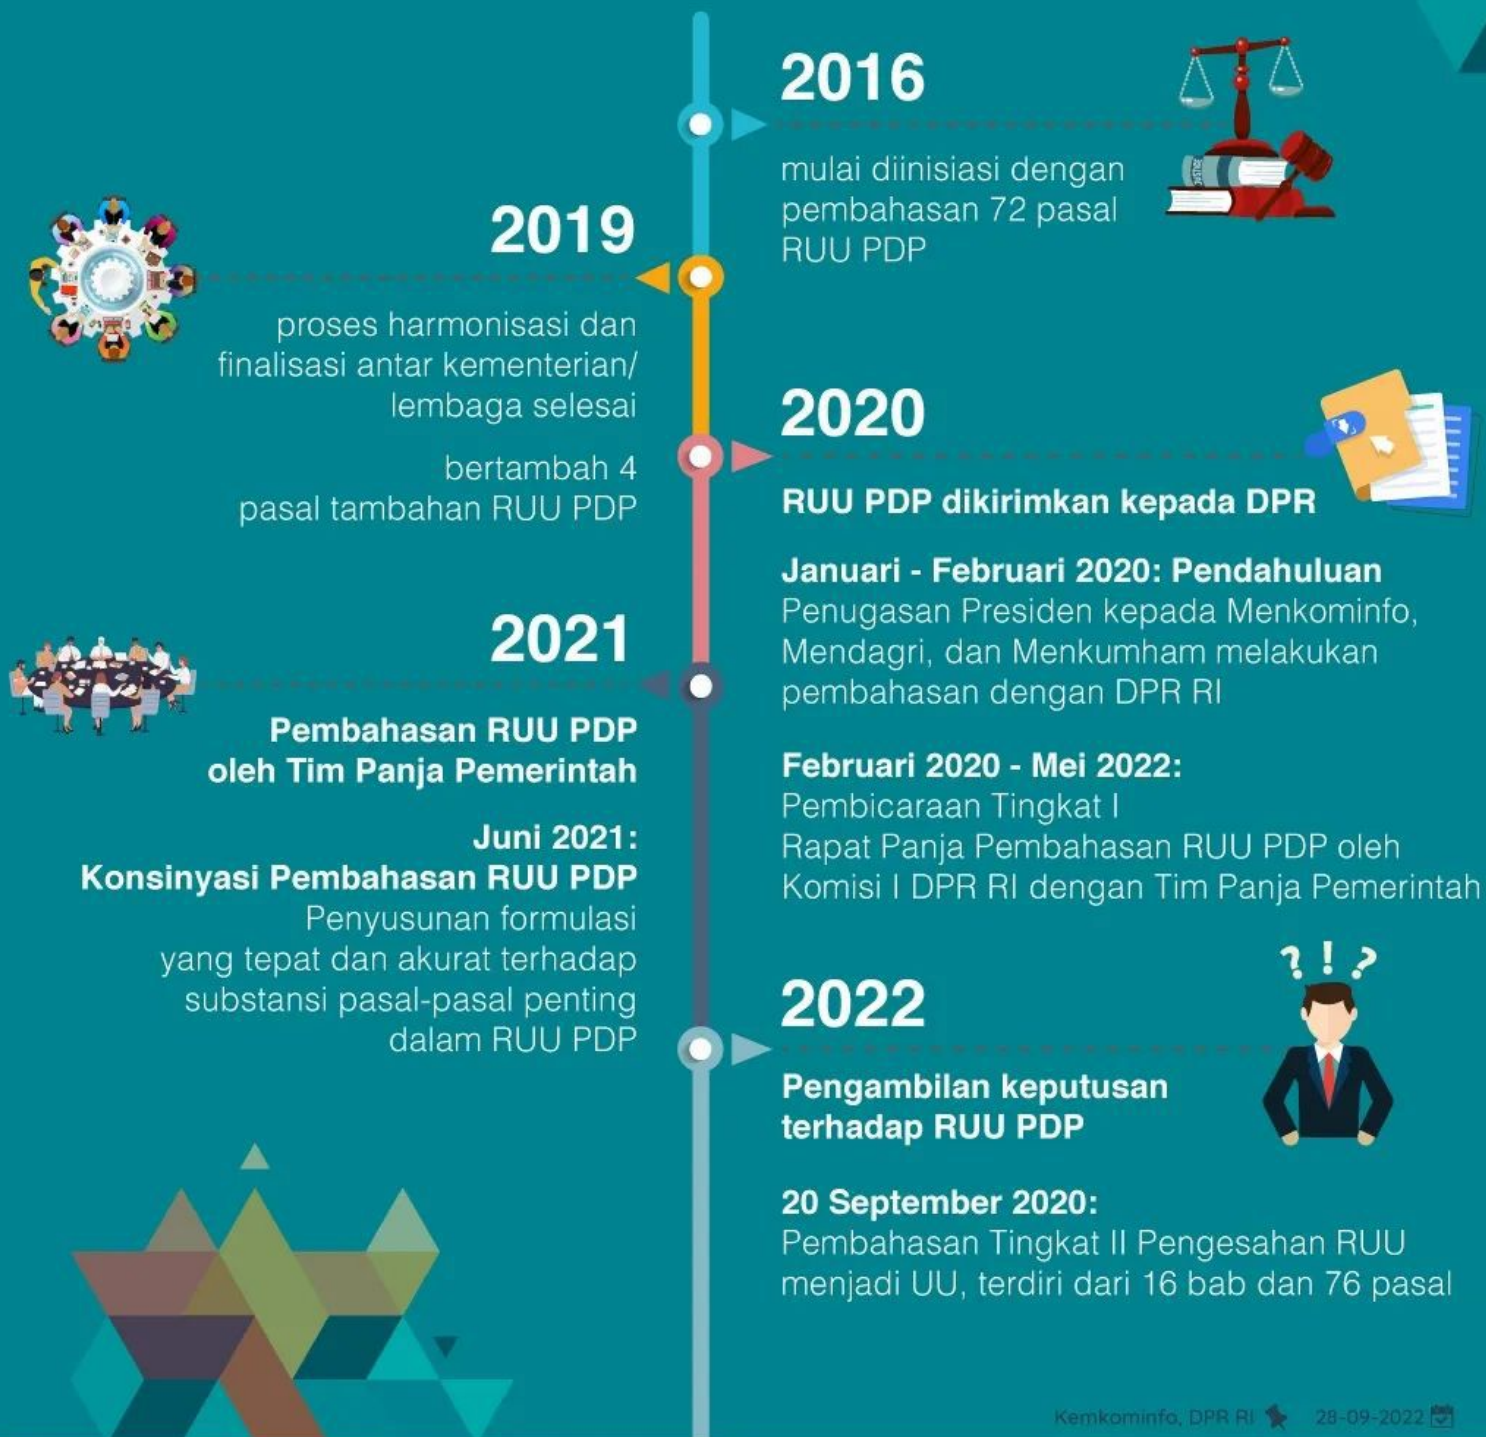 2016
mulai diinisiasi dengan
pembahasan 72 pasal
RUU PDP
2019
proses harmonisasi dan
finalisasi antar kementerian/
lembaga selesai
bertambah 4
pasal tambahan RUU PDP
2020
RUU PDP dikirimkan kepada DPR
Januari - Februari 2020: Pendahuluan
Penugasan Presiden kepada Menkominfo,
Mendagri, dan Menkumham melakukan
pembahasan dengan DPR RI
Februari 2020 - Mei 2022:
Pembicaraan Tingkat I
Rapat Panja Pembahasan RUU PDP oleh
Komisi I DPR RI dengan Tim Panja Pemerintah
2021
Pembahasan RUU PDP
oleh Tim Panja Pemerintah
Juni 2021:
Konsinyasi Pembahasan RUU PDP
Penyusunan formulasi
yang tepat dan akurat terhadap
substansi pasal-pasal penting
dalam RUU PDP
? ! ?
2022
Pengambilan keputusan
terhadap RUU PDP
20 September 2020:
Pembahasan Tingkat II Pengesahan RUU
menjadi UU, terdiri dari 16 bab dan 76 pasal
Kemkominfo, DPR RI 28-09-2022